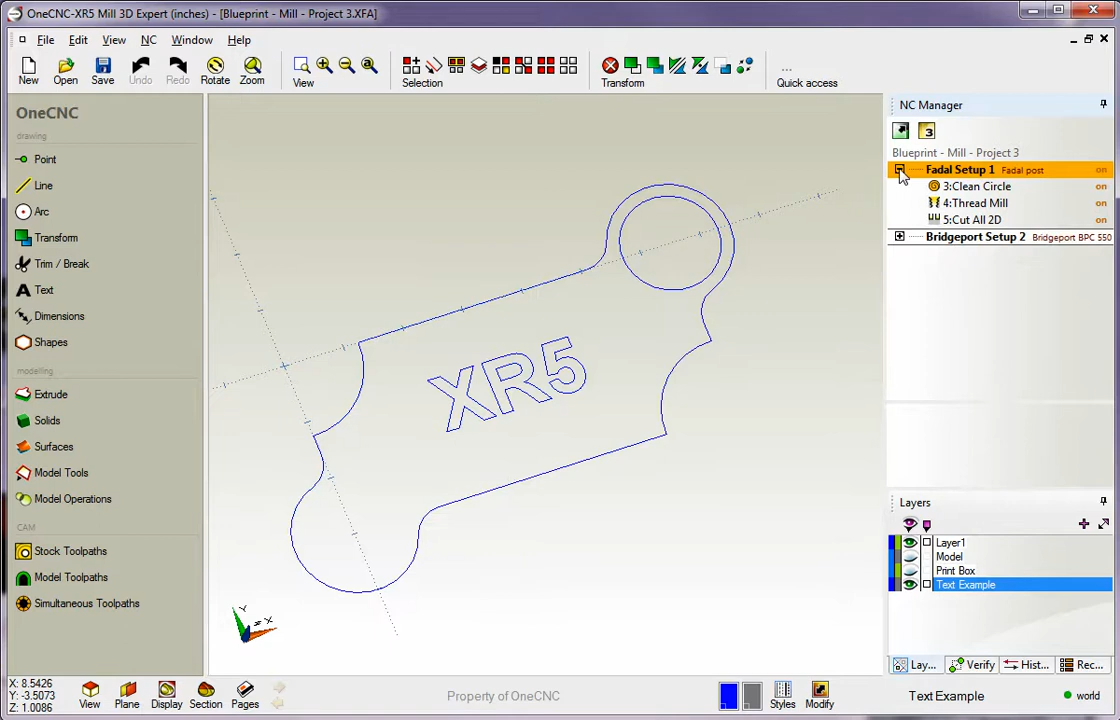 OneCNC-XR5 Mill 3D Expert (inches) - [Blueprint - Mill - Project 3.XFA]
File Edit View NC Window Help
New Open Save Undo Redo Rotate Zoom View Selection Transform ... Quick access
OneCNC
drawing
Point
Line
Arc
Transform
Trim / Break
Text
Dimensions
Shapes
modelling
Extrude
Solids
Surfaces
Model Tools
Model Operations
CAM
Stock Toolpaths
Model Toolpaths
Simultaneous Toolpaths
XR5
Y = X
NC Manager
3
Blueprint - Mill - Project 3
Fadal Setup 1 Fadal post on
3:Clean Circle on
4:Thread Mill on
5:Cut All 2D on
Bridgeport Setup 2 Bridgeport BPC 550
Layers
Layer1
Model
Print Box
Text Example
Lay... Verify Hist... Rec...
X: 8.5426
Y: -3.5073
Z: 1.0086
View Plane Display Section Pages Property of OneCNC Styles Modify Text Example world